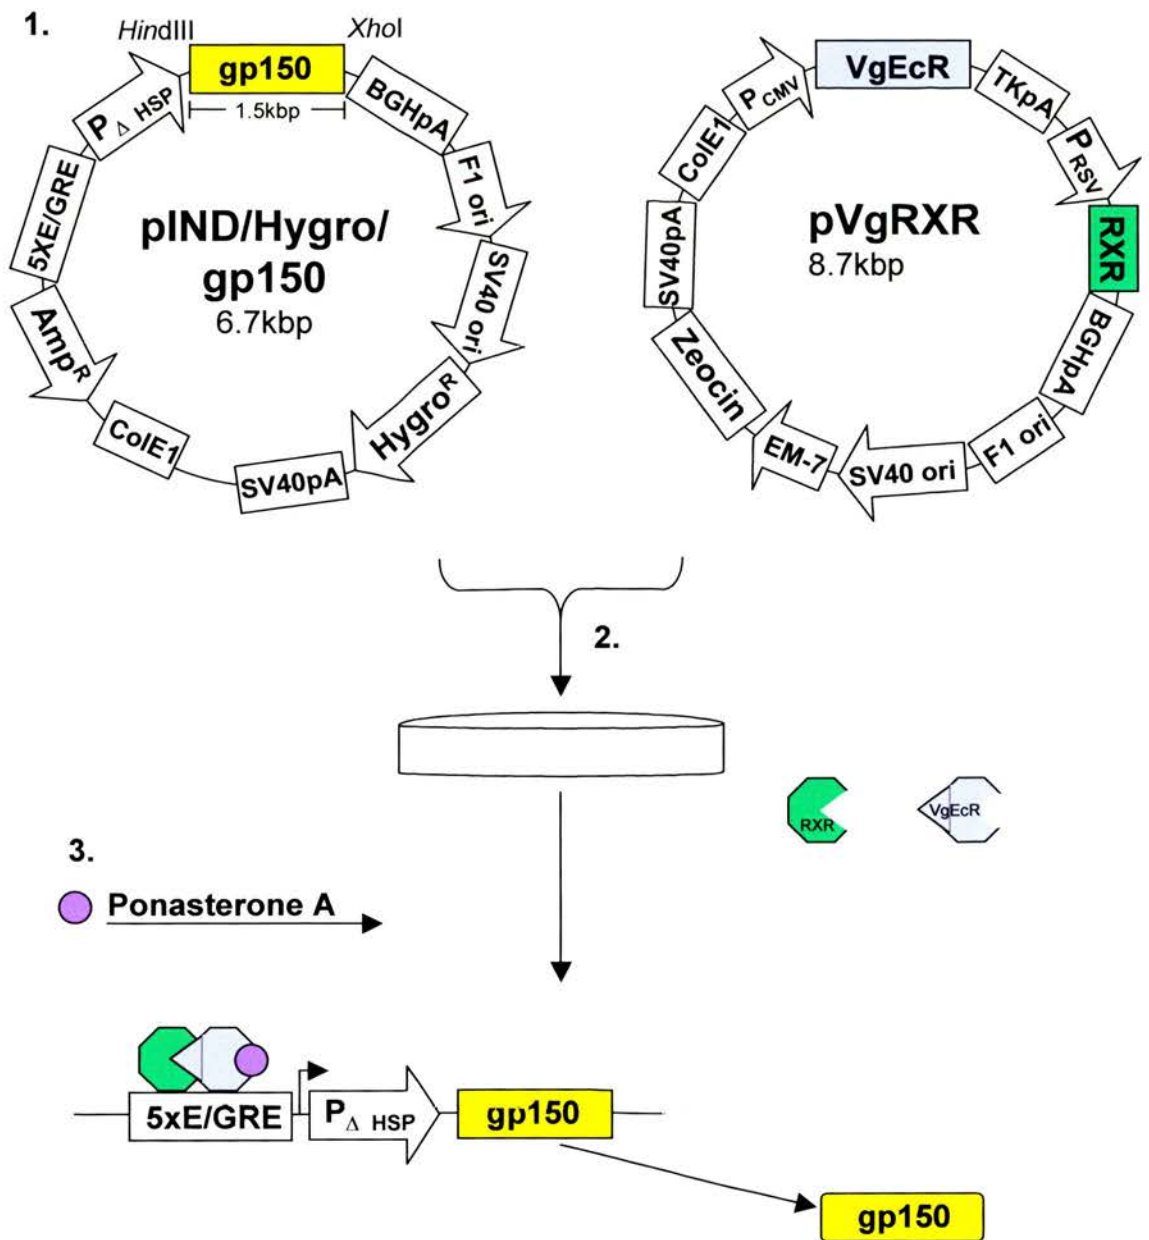 1.
HindIII
XhoI
gp150
1.5kbp
P Δ HSP
BGHpA
F1 ori
SV40 ori
Hygro R
SV40pA
ColE1
Amp R
5XE/GRE
pIND/Hygro/
gp150
6.7kbp
P CMV
VgEcR
TKpA
P RSV
RXR
BGHpA
F1 ori
SV40 ori
EM-7
Zeocin
SV40pA
ColE1
pVgRXR
8.7kbp
2.
RXR
VgEcR
3.
Ponasterone A
5xE/GRE
P Δ HSP
gp150
gp150